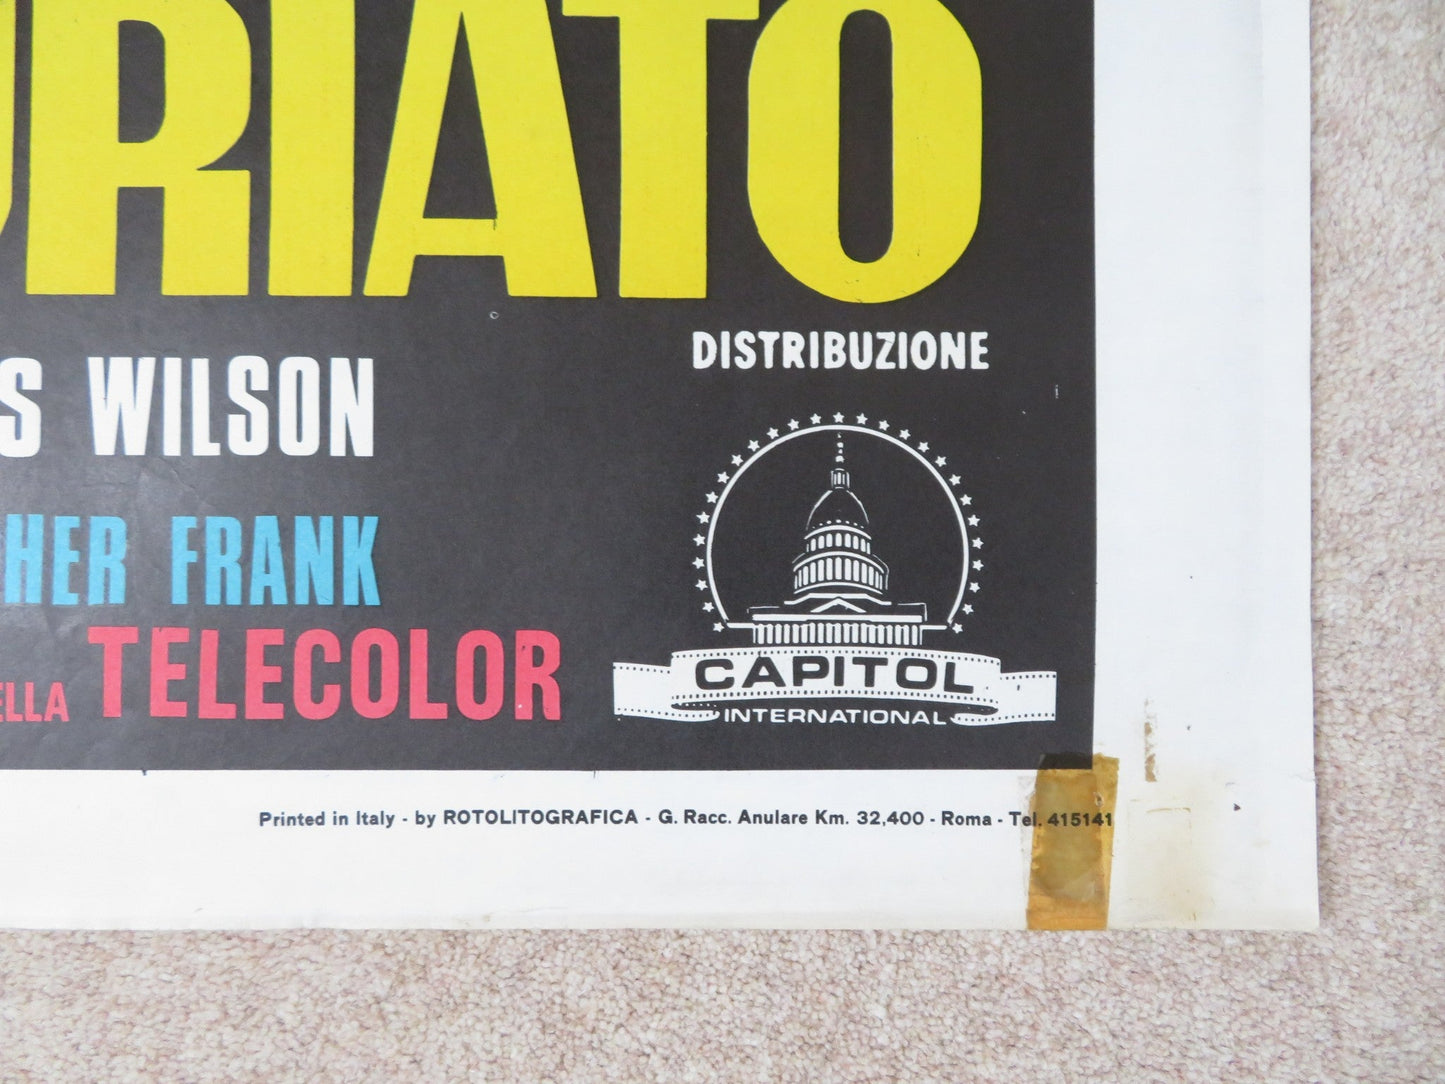 URIATO
DISTRIBUZIONE
S WILSON
HER FRANK
ELLA TELECOLOR
CAPITOL
INTERNATIONAL
Printed in Italy - by ROTOLITOGRAFICA - G. Racc. Anulare Km. 32,400 - Roma - Tel. 415141